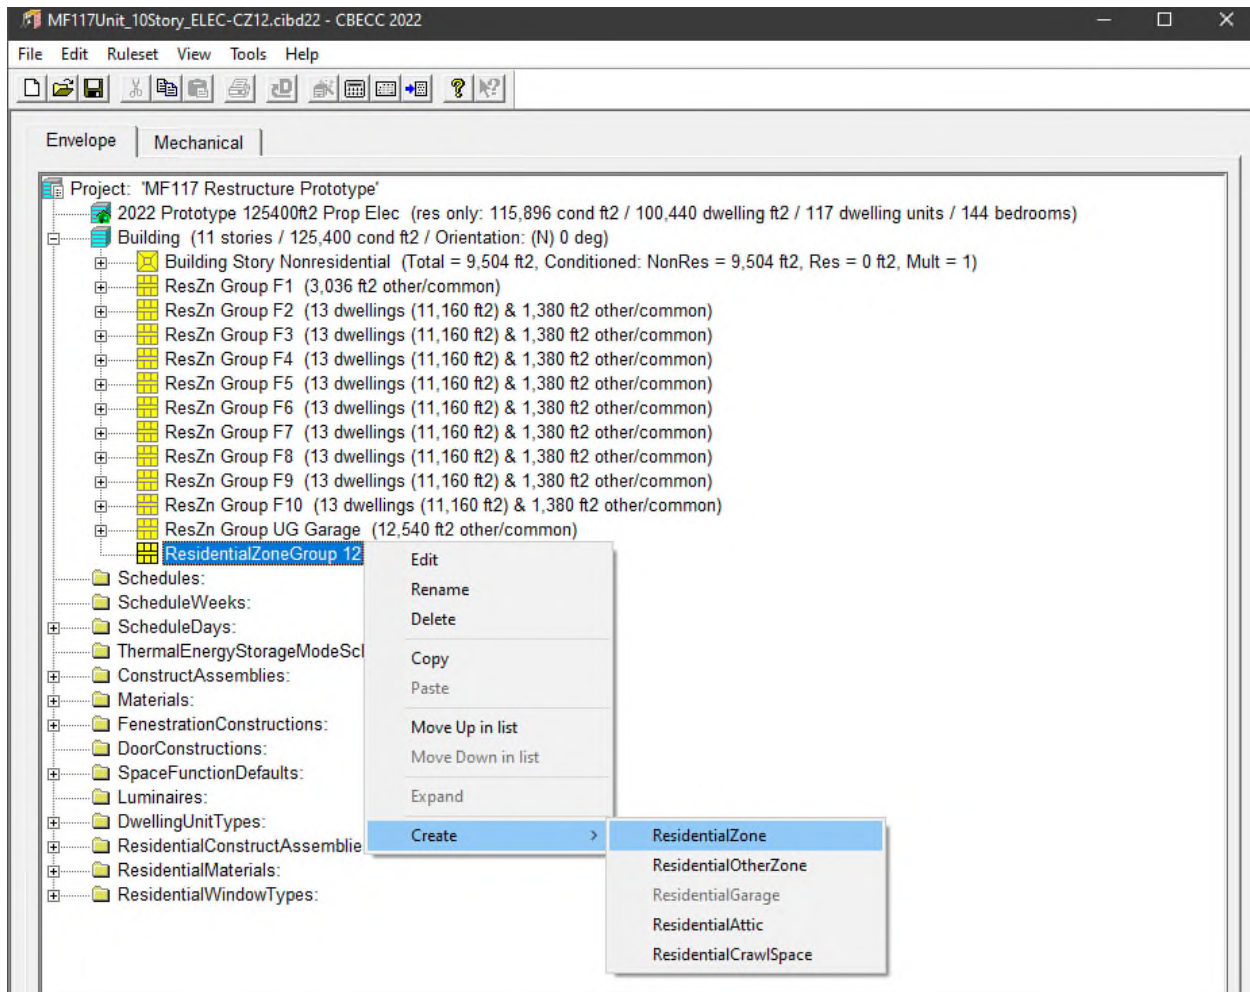 MF117Unit_10Story_ELEC-CZ12.cibd22 - CBECC 2022
File Edit Ruleset View Tools Help
Envelope Mechanical
Project: 'MF117 Restructure Prototype'
2022 Prototype 125400ft2 Prop Elec (res only: 115,896 cond ft2 / 100,440 dwelling ft2 / 117 dwelling units / 144 bedrooms)
Building (11 stories / 125,400 cond ft2 / Orientation: (N) 0 deg)
Building Story Nonresidential (Total = 9,504 ft2, Conditioned: NonRes = 9,504 ft2, Res = 0 ft2, Mult = 1)
ResZn Group F1 (3,036 ft2 other/common)
ResZn Group F2 (13 dwellings (11,160 ft2) & 1,380 ft2 other/common)
ResZn Group F3 (13 dwellings (11,160 ft2) & 1,380 ft2 other/common)
ResZn Group F4 (13 dwellings (11,160 ft2) & 1,380 ft2 other/common)
ResZn Group F5 (13 dwellings (11,160 ft2) & 1,380 ft2 other/common)
ResZn Group F6 (13 dwellings (11,160 ft2) & 1,380 ft2 other/common)
ResZn Group F7 (13 dwellings (11,160 ft2) & 1,380 ft2 other/common)
ResZn Group F8 (13 dwellings (11,160 ft2) & 1,380 ft2 other/common)
ResZn Group F9 (13 dwellings (11,160 ft2) & 1,380 ft2 other/common)
ResZn Group F10 (13 dwellings (11,160 ft2) & 1,380 ft2 other/common)
ResZn Group UG Garage (12,540 ft2 other/common)
ResidentialZoneGroup 12
Schedules:
ScheduleWeeks:
ScheduleDays:
ThermalEnergyStorageModeScl
ConstructAssemblies:
Materials:
FenestrationConstructions:
DoorConstructions:
SpaceFunctionDefaults:
Luminaires:
DwellingUnitTypes:
ResidentialConstructAssemblie
ResidentialMaterials:
ResidentialWindowTypes:
Edit
Rename
Delete
Copy
Paste
Move Up in list
Move Down in list
Expand
Create
ResidentialZone
ResidentialOtherZone
ResidentialGarage
ResidentialAttic
ResidentialCrawlSpace